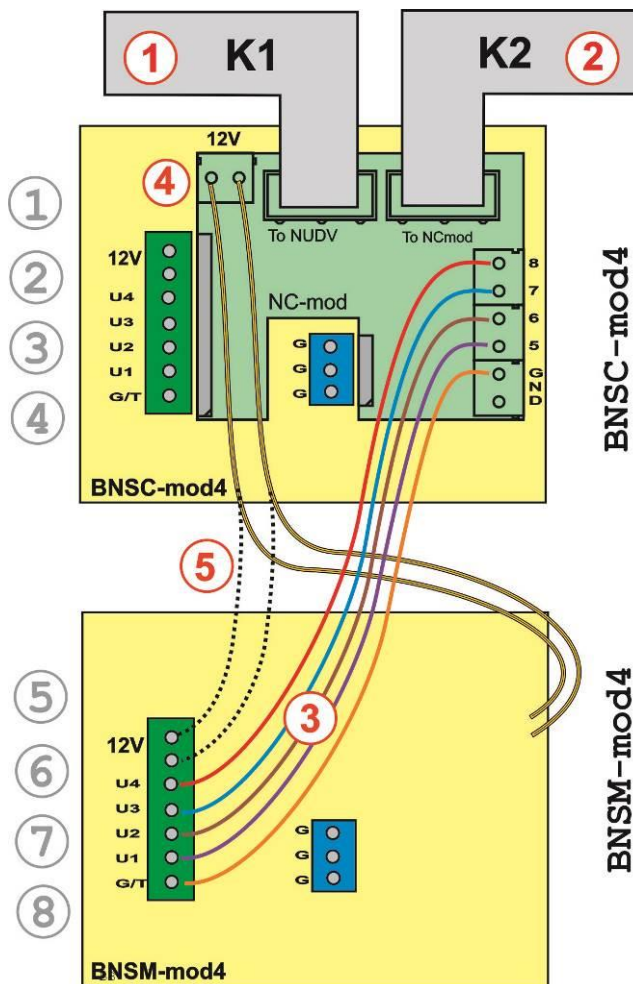 1
K1
K2
2
12V
4
1
To NUDV
To NCmod
12V
2
U4
U3
3
U2
U1
G/T
4
NC-mod
G
G
G
8
7
6
5
G
N
D
BNSC-mod4
BNSC-mod4
5
5
12V
6
U4
U3
7
U2
U1
G/T
8
3
G
G
G
BNSM-mod4
BNSM-mod4